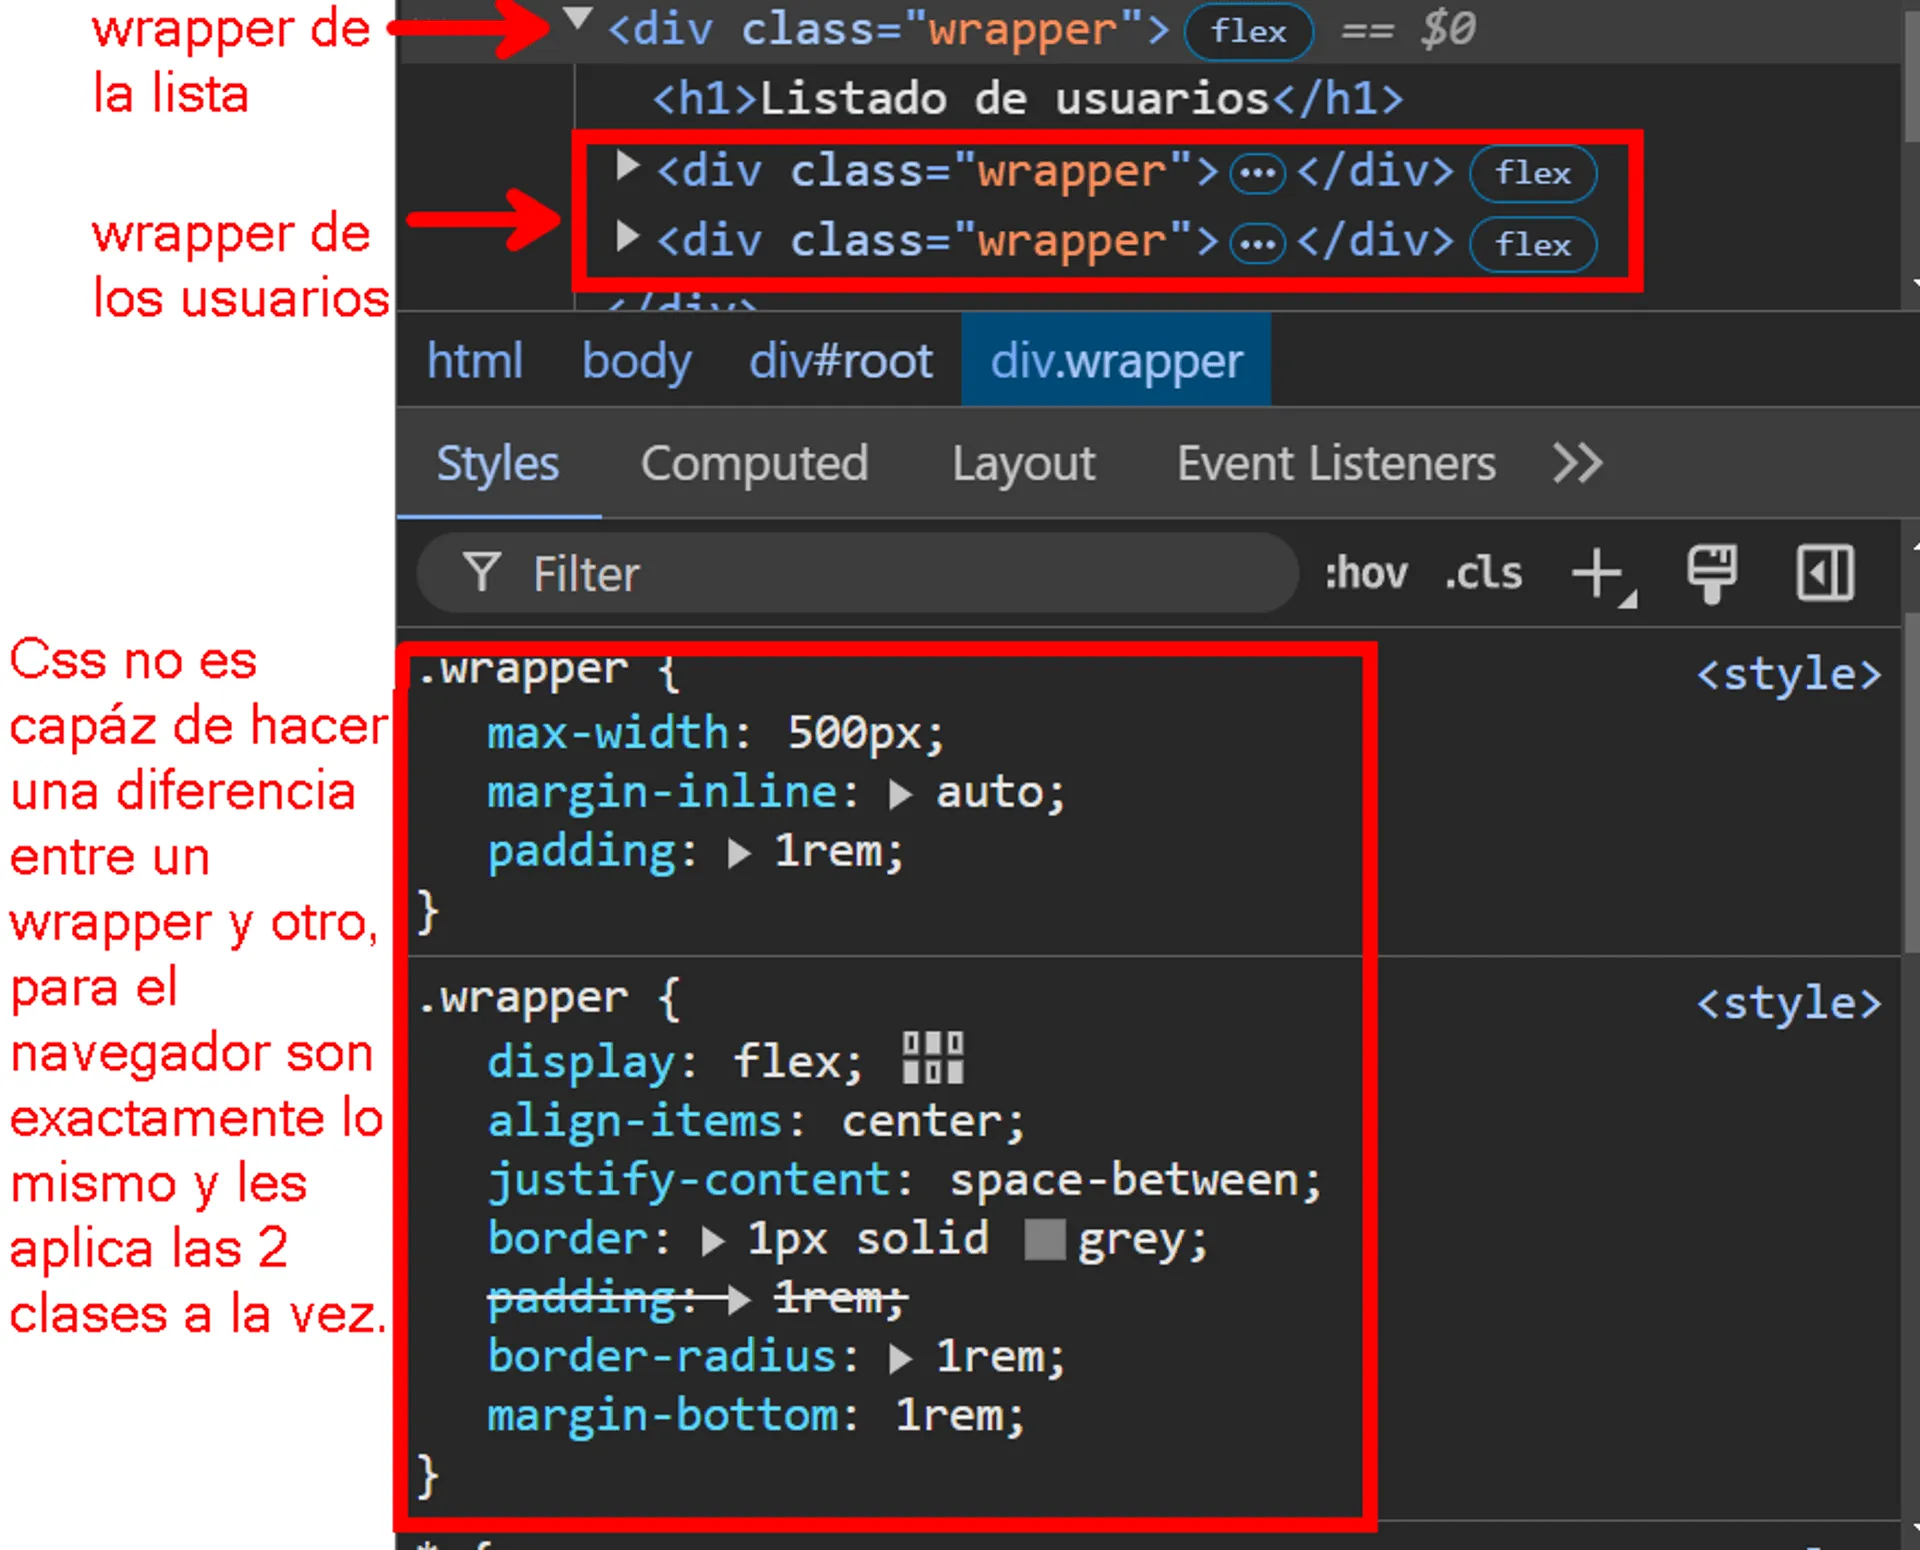 wrapper de
la lista
<div class="wrapper"> flex == $0
<h1>Listado de usuarios</h1>
<div class="wrapper"> ••• </div> flex
wrapper de
los usuarios
<div class="wrapper"> ••• </div> flex
</div>
html body div#root div.wrapper
Styles Computed Layout Event Listeners >>
Filter :hov .cls +
Css no es
capáz de hacer
una diferencia
entre un
wrapper y otro,
para el
navegador son
exactamente lo
mismo y les
aplica las 2
clases a la vez.
.wrapper { <style>
max-width: 500px;
margin-inline: auto;
padding: 1rem;
}
.wrapper { <style>
display: flex;
align-items: center;
justify-content: space-between;
border: 1px solid grey;
padding: 1rem;
border-radius: 1rem;
margin-bottom: 1rem;
}